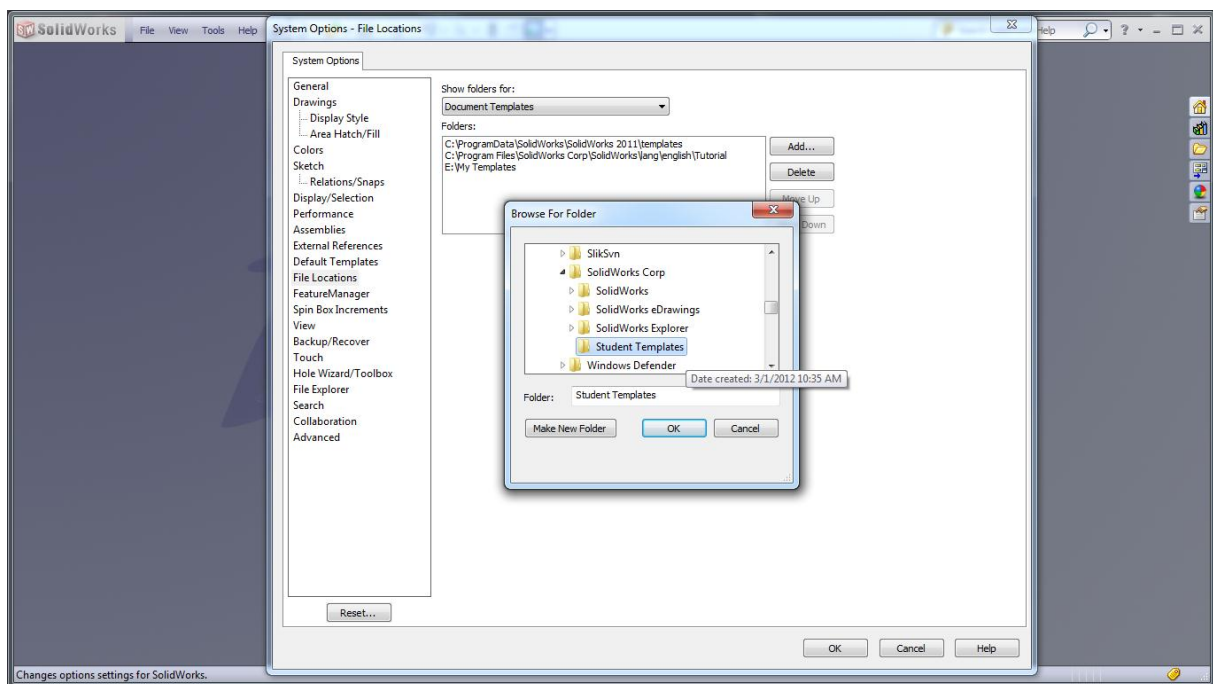 SolidWorks File View Tools Help
System Options - File Locations
Help
System Options
General
Drawings
Display Style
Area Hatch/Fill
Colors
Sketch
Relations/Snaps
Display/Selection
Performance
Assemblies
External References
Default Templates
File Locations
FeatureManager
Spin Box Increments
View
Backup/Recover
Touch
Hole Wizard/Toolbox
File Explorer
Search
Collaboration
Advanced
Reset...
Show folders for:
Document Templates
Folders:
C:\ProgramData\SolidWorks\SolidWorks 2011\templates
C:\Program Files\SolidWorks Corp\SolidWorks\lang\english\Tutorial
E:\My Templates
Add...
Delete
Move Up
Down
Browse For Folder
SlikSvn
SolidWorks Corp
SolidWorks
SolidWorks eDrawings
SolidWorks Explorer
Student Templates
Windows Defender
Date created: 3/1/2012 10:35 AM
Folder: Student Templates
Make New Folder OK Cancel
OK Cancel Help
Changes options settings for SolidWorks.